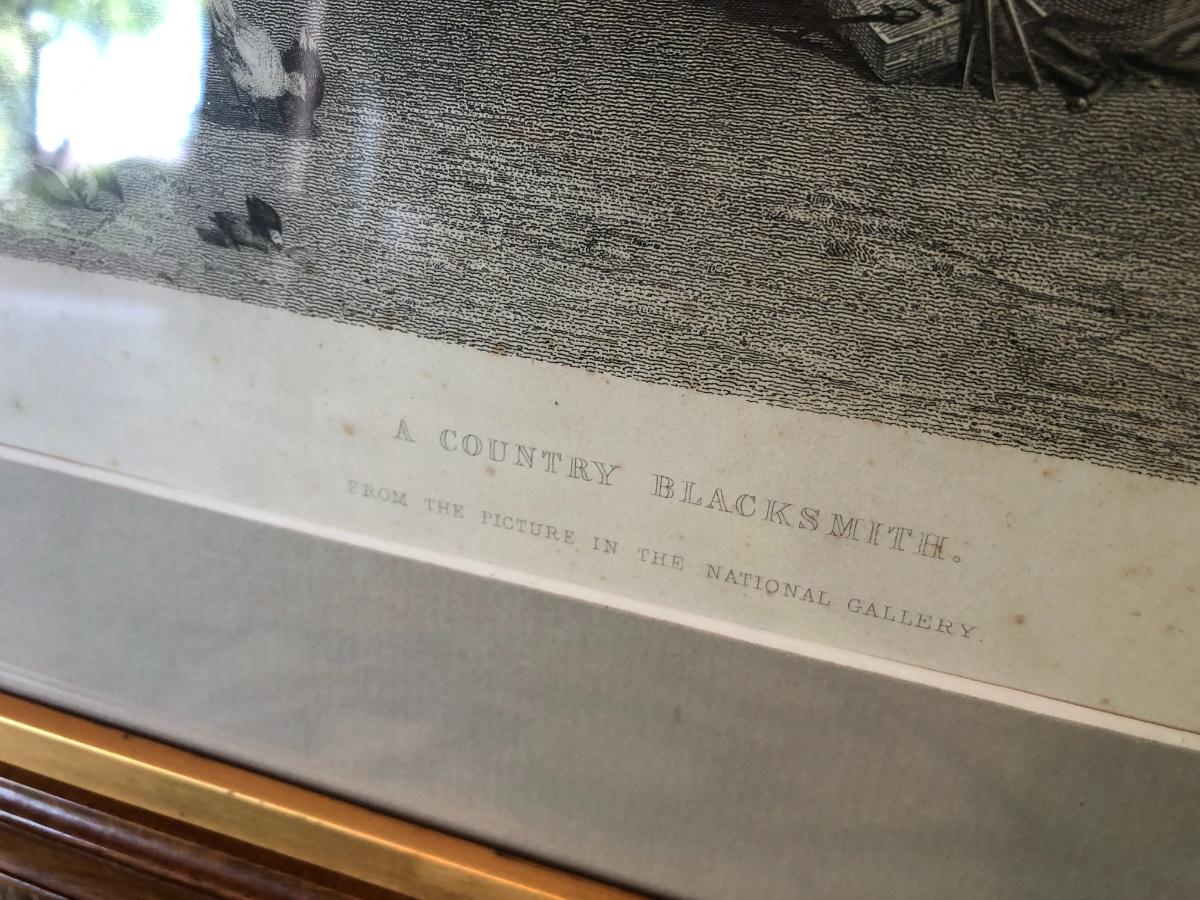 A COUNTRY BLACKSMITH.
FROM THE PICTURE IN THE NATIONAL GALLERY.